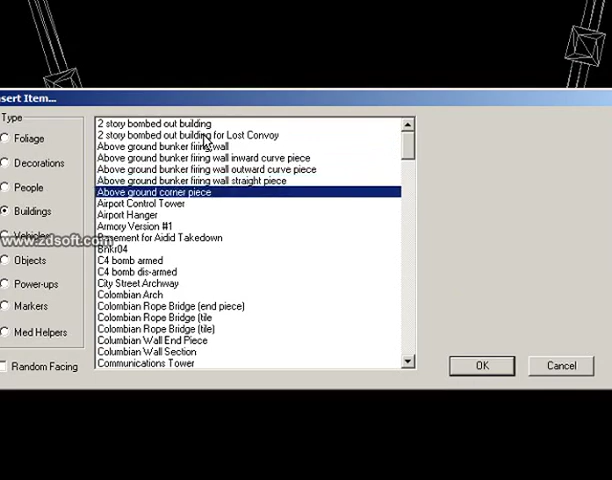 nsert Item...
Type
Foliage
Decorations
People
Buildings
Vehicles
Objects
Power-ups
Markers
Med Helpers
Random Facing
2 story bombed out building
2 story bombed out building for Lost Convoy
Above ground bunker firing wall
Above ground bunker firing wall inward curve piece
Above ground bunker firing wall outward curve piece
Above ground bunker firing wall straight piece
Above ground corner piece
Airport Control Tower
Airport Hanger
Armory Version #1
Basement for Aidid Takedown
Bnkr04
C4 bomb armed
C4 bomb dis-armed
City Street Archway
Colombian Arch
Colombian Rope Bridge (end piece)
Colombian Rope Bridge (tile
Colombian Rope Bridge (tile)
Columbian Wall End Piece
Columbian Wall Section
Communications Tower
OK
Cancel
www.zdsoft.com